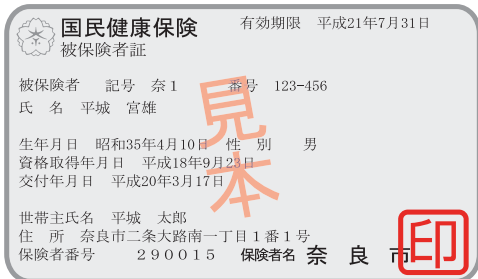 国民健康保険 有効期限 平成21年7月31日
被保険者証
被保険者 記号 奈1 番号 123-456
氏 名 平城 宮雄
見本
生年月日 昭和35年4月10日 性 別 男
資格取得年月日 平成18年9月23日
交付年月日 平成20年3月17日
世帯主氏名 平城 太郎
住 所 奈良市二条大路南一丁目1番1号
保険者番号 290015 保険者名 奈良市
印